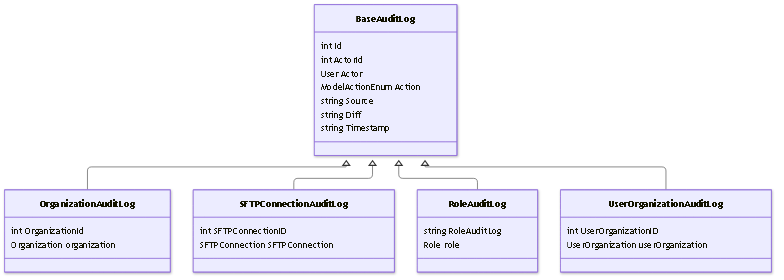 BaseAuditLog
int Id
int ActorId
User Actor
ModelActionEnum Action
string Source
string Diff
string Timestamp
OrganizationAuditLog
int OrganizationId
Organization organization
SFTPConnectionAuditLog
int SFTPConnectionID
SFTPConnection SFTPConnection
RoleAuditLog
string RoleAuditLog
Role role
UserOrganizationAuditLog
int UserOrganizationID
UserOrganization userOrganization